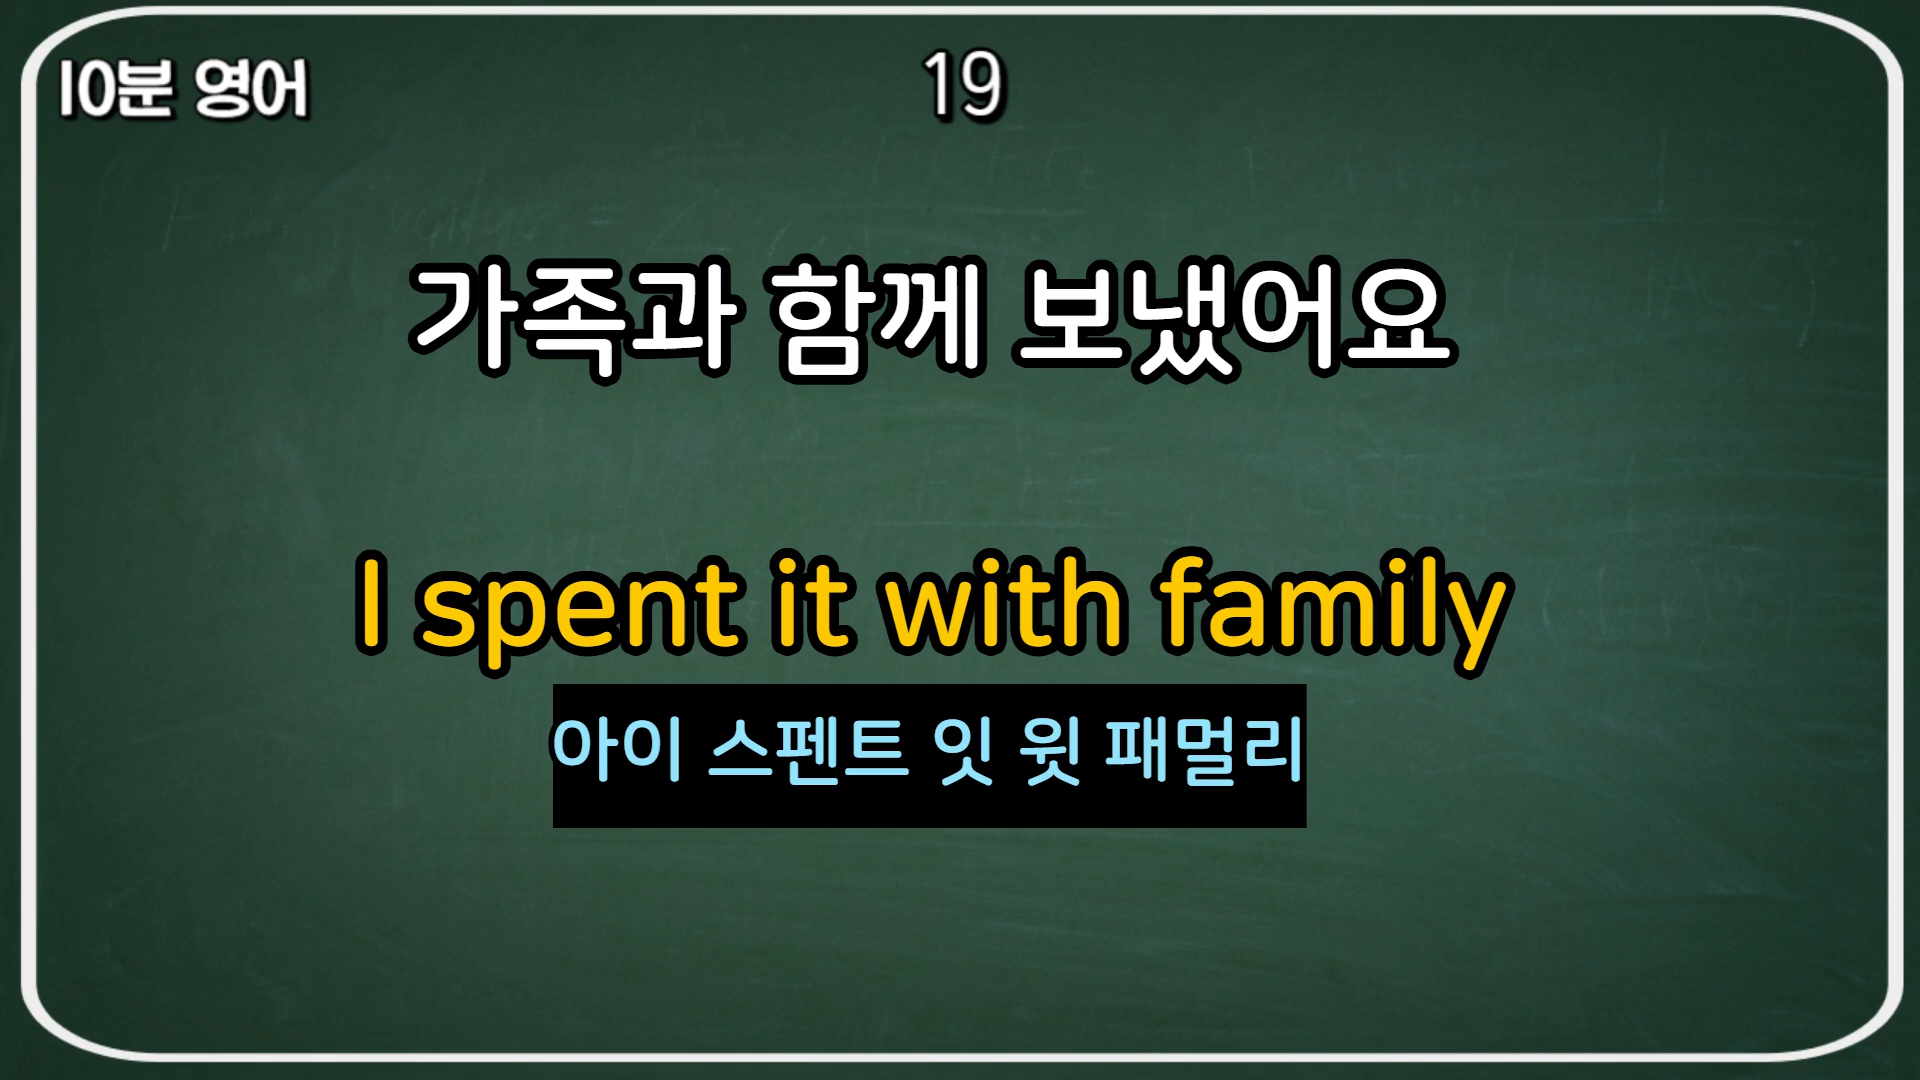 10분 영어
19
가족과 함께 보냈어요
I spent it with family
아이 스펜트 잇 윗 패멀리